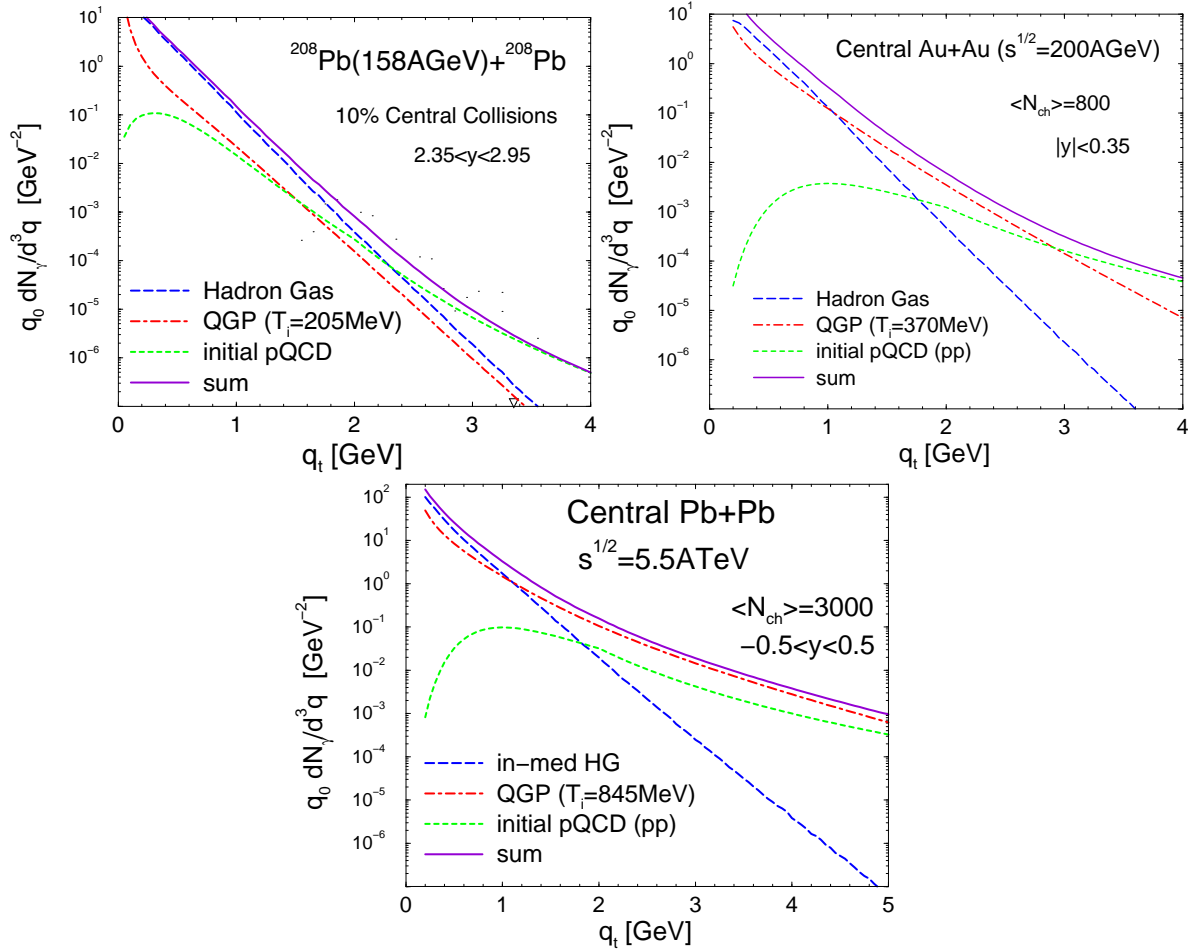 ²⁰⁸Pb(158AGeV)+²⁰⁸Pb
10% Central Collisions
2.35<y<2.95
q₀ dN_γ/d³q [GeV⁻²]
10¹
10⁰
10⁻¹
10⁻²
10⁻³
10⁻⁴
10⁻⁵
10⁻⁶
Hadron Gas
QGP (T_i=205MeV)
initial pQCD
sum
0 1 2 3 4
q_t [GeV]
Central Au+Au (s^{1/2}=200AGeV)
<N_ch>=800
|y|<0.35
q₀ dN_γ/d³q [GeV⁻²]
10¹
10⁰
10⁻¹
10⁻²
10⁻³
10⁻⁴
10⁻⁵
10⁻⁶
Hadron Gas
QGP (T_i=370MeV)
initial pQCD (pp)
sum
0 1 2 3 4
q_t [GeV]
Central Pb+Pb
s^{1/2}=5.5ATeV
<N_ch>=3000
−0.5<y<0.5
q₀ dN_γ/d³q [GeV⁻²]
10²
10¹
10⁰
10⁻¹
10⁻²
10⁻³
10⁻⁴
10⁻⁵
10⁻⁶
in−med HG
QGP (T_i=845MeV)
initial pQCD (pp)
sum
0 1 2 3 4 5
q_t [GeV]